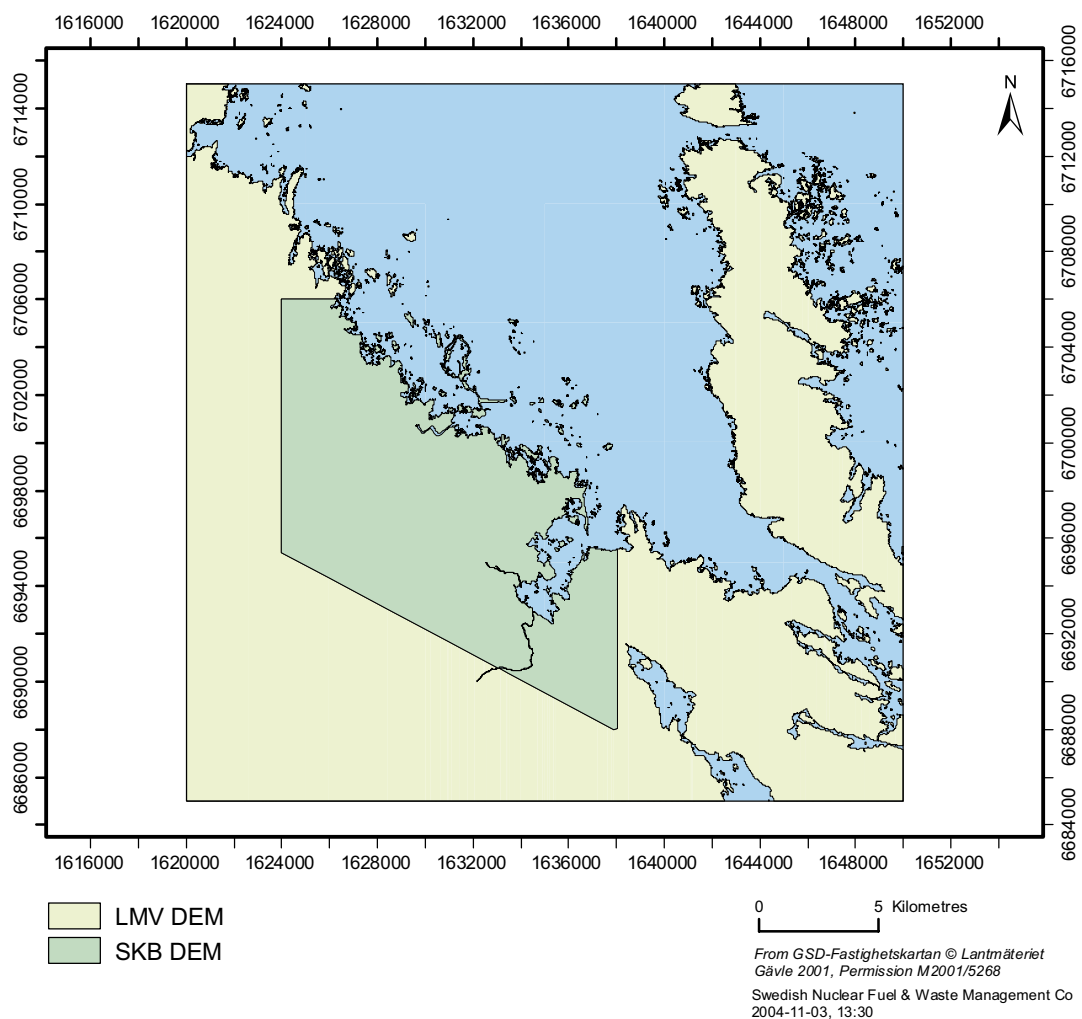 1616000 1620000 1624000 1628000 1632000 1636000 1640000 1644000 1648000 1652000
6714000
6710000
6706000
6702000
6698000
6694000
6690000
6686000
N
6716000
6712000
6708000
6704000
6700000
6696000
6692000
6688000
6684000
1616000 1620000 1624000 1628000 1632000 1636000 1640000 1644000 1648000 1652000
LMV DEM
SKB DEM
0 5 Kilometres
From GSD-Fastighetskartan © Lantmäteriet
Gävle 2001, Permission M2001/5268
Swedish Nuclear Fuel & Waste Management Co
2004-11-03, 13:30